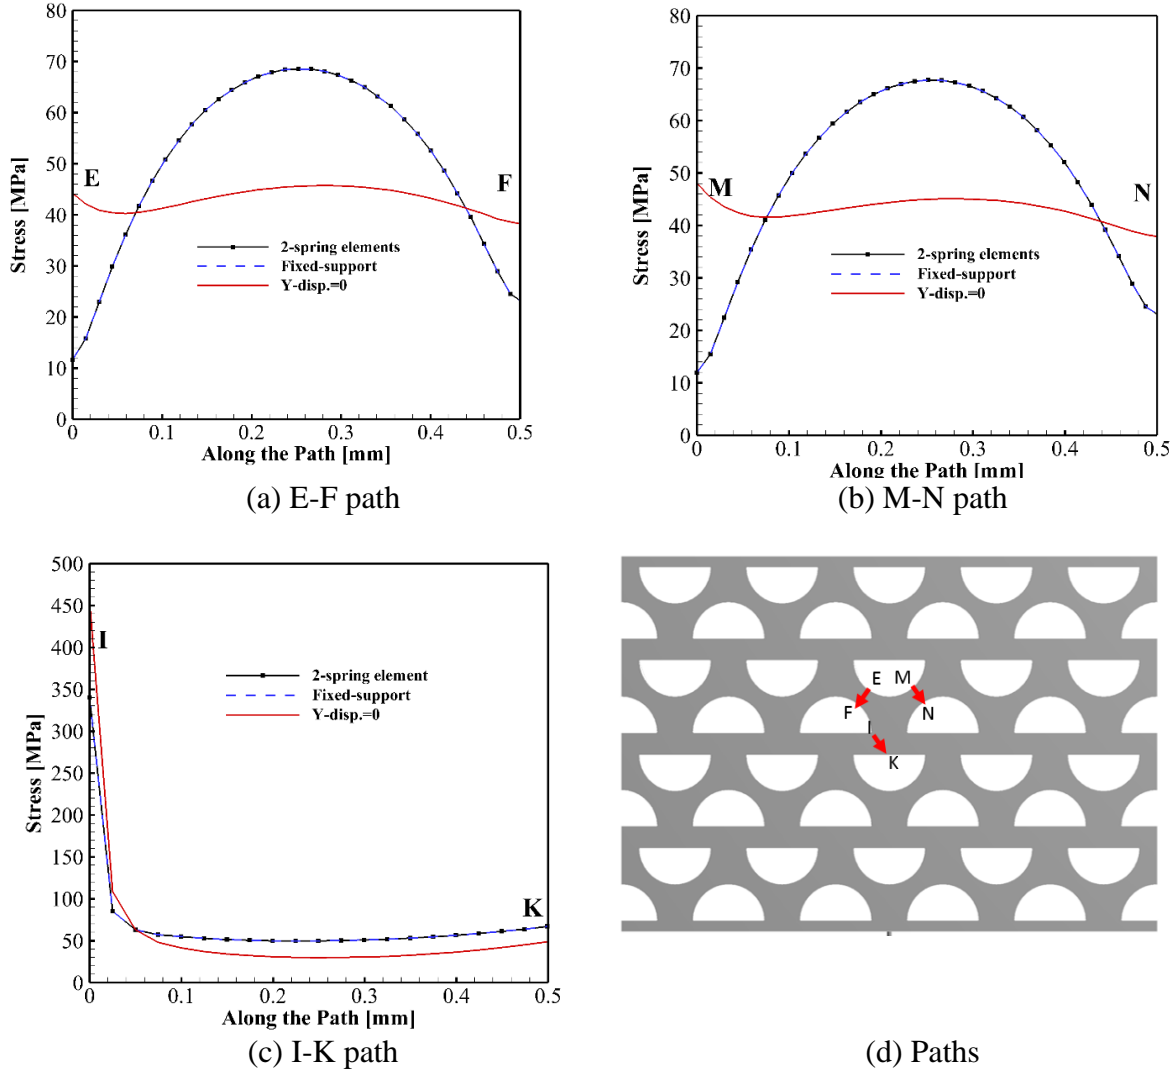 80
70
60
50
40
30
20
10
0
Stress [MPa]
E
F
2-spring elements
Fixed-support
Y-disp.=0
0 0.1 0.2 0.3 0.4 0.5
Along the Path [mm]
(a) E-F path
80
70
60
50
40
30
20
10
0
Stress [MPa]
M
N
2-spring elements
Fixed-support
Y-disp.=0
0 0.1 0.2 0.3 0.4 0.5
Along the Path [mm]
(b) M-N path
500
450
400
350
300
250
200
150
100
50
0
Stress [MPa]
I
K
2-spring element
Fixed-support
Y-disp.=0
0 0.1 0.2 0.3 0.4 0.5
Along the Path [mm]
(c) I-K path
E M
F N
I
K
(d) Paths